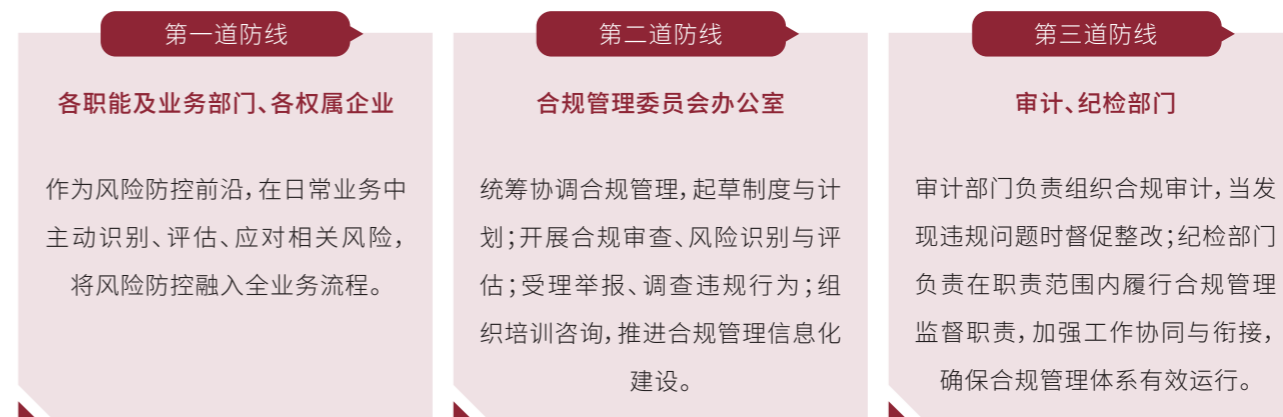 第一道防线
各职能及业务部门、各权属企业
作为风险防控前沿,在日常业务中
主动识别、评估、应对相关风险,
将风险防控融入全业务流程。
第二道防线
合规管理委员会办公室
统筹协调合规管理,起草制度与计
划;开展合规审查、风险识别与评
估;受理举报、调查违规行为;组
织培训咨询,推进合规管理信息化
建设。
第三道防线
审计、纪检部门
审计部门负责组织合规审计,当发
现违规问题时督促整改;纪检部门
负责在职责范围内履行合规管理
监督职责,加强工作协同与衔接,
确保合规管理体系有效运行。